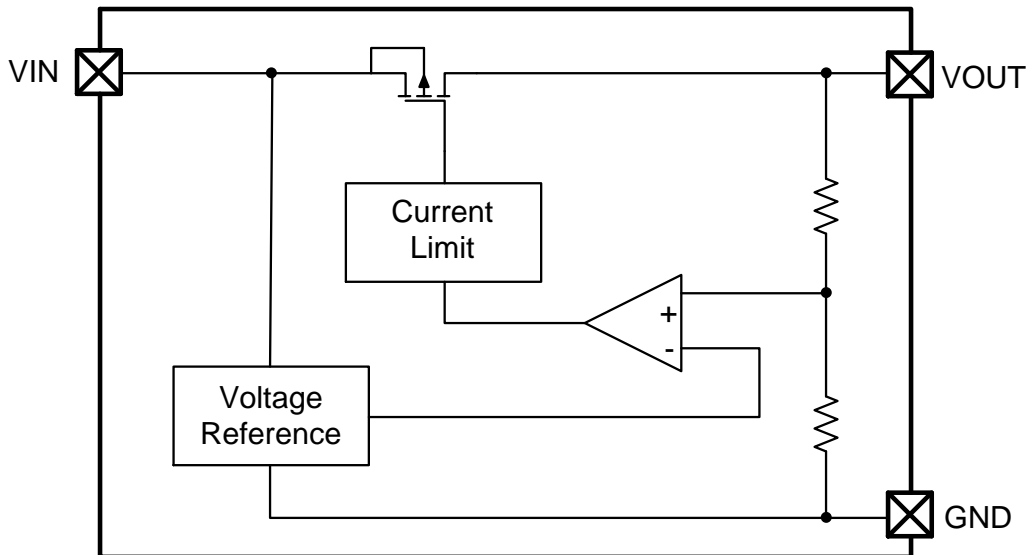 VIN
VOUT
Current
Limit
+
-
Voltage
Reference
GND